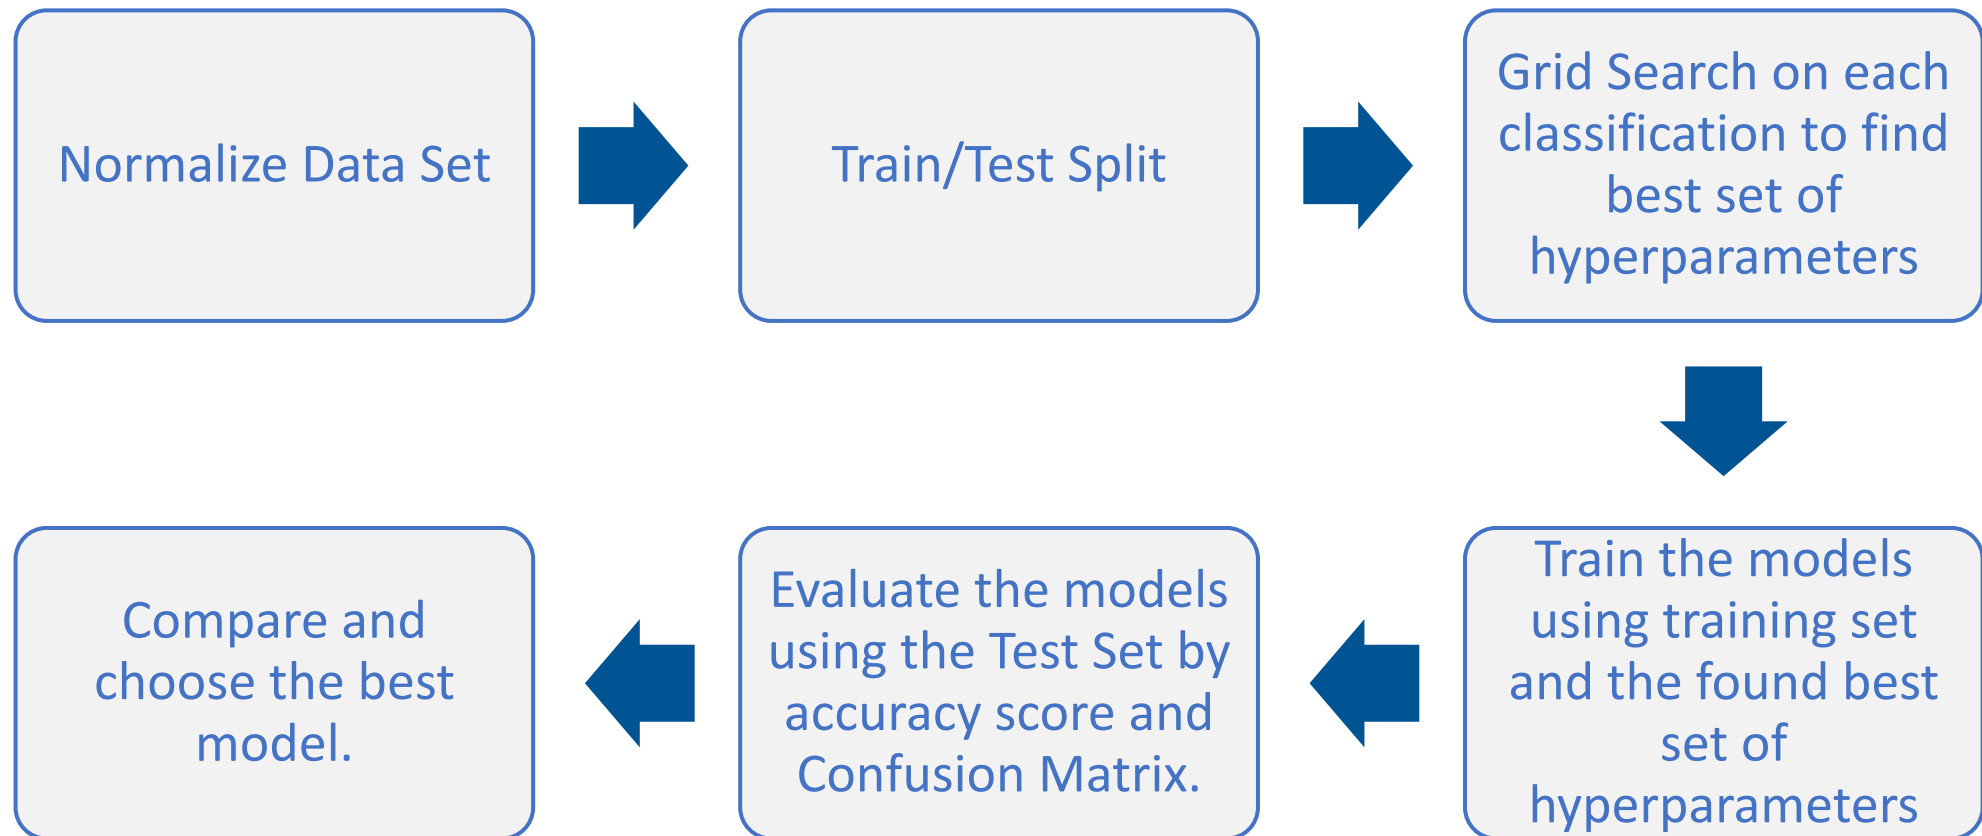 Normalize Data Set
Train/Test Split
Grid Search on each
classification to find
best set of
hyperparameters
Train the models
using training set
and the found best
set of
hyperparameters
Evaluate the models
using the Test Set by
accuracy score and
Confusion Matrix.
Compare and
choose the best
model.